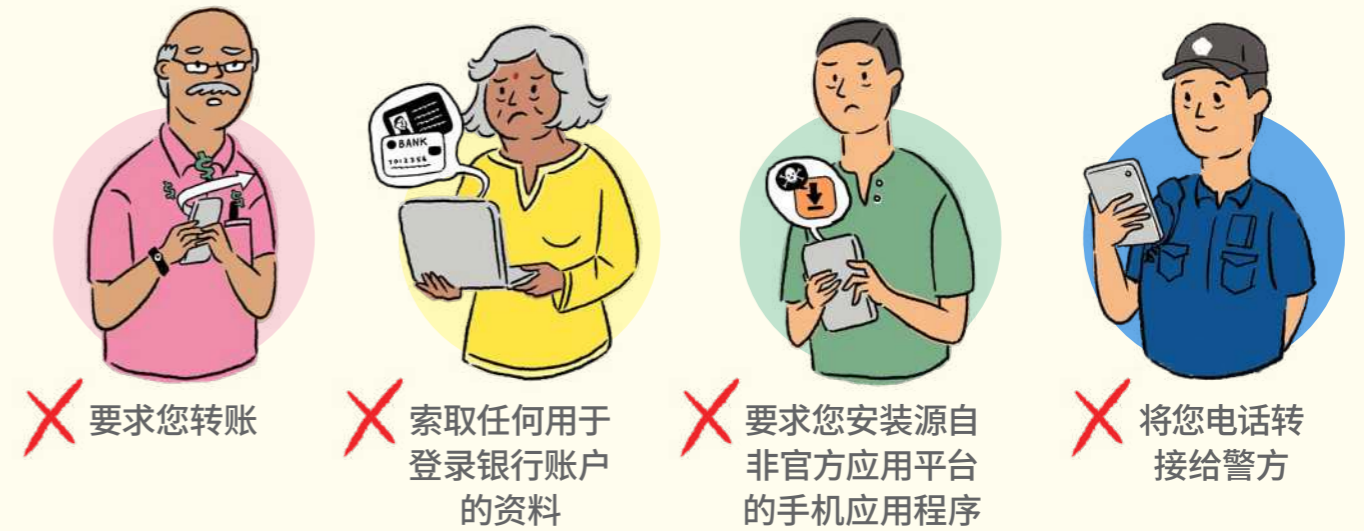 BANK
7012356
要求您转账
索取任何用于
登录银行账户
的资料
要求您安装源自
非官方应用平台
的手机应用程序
将您电话转
接给警方